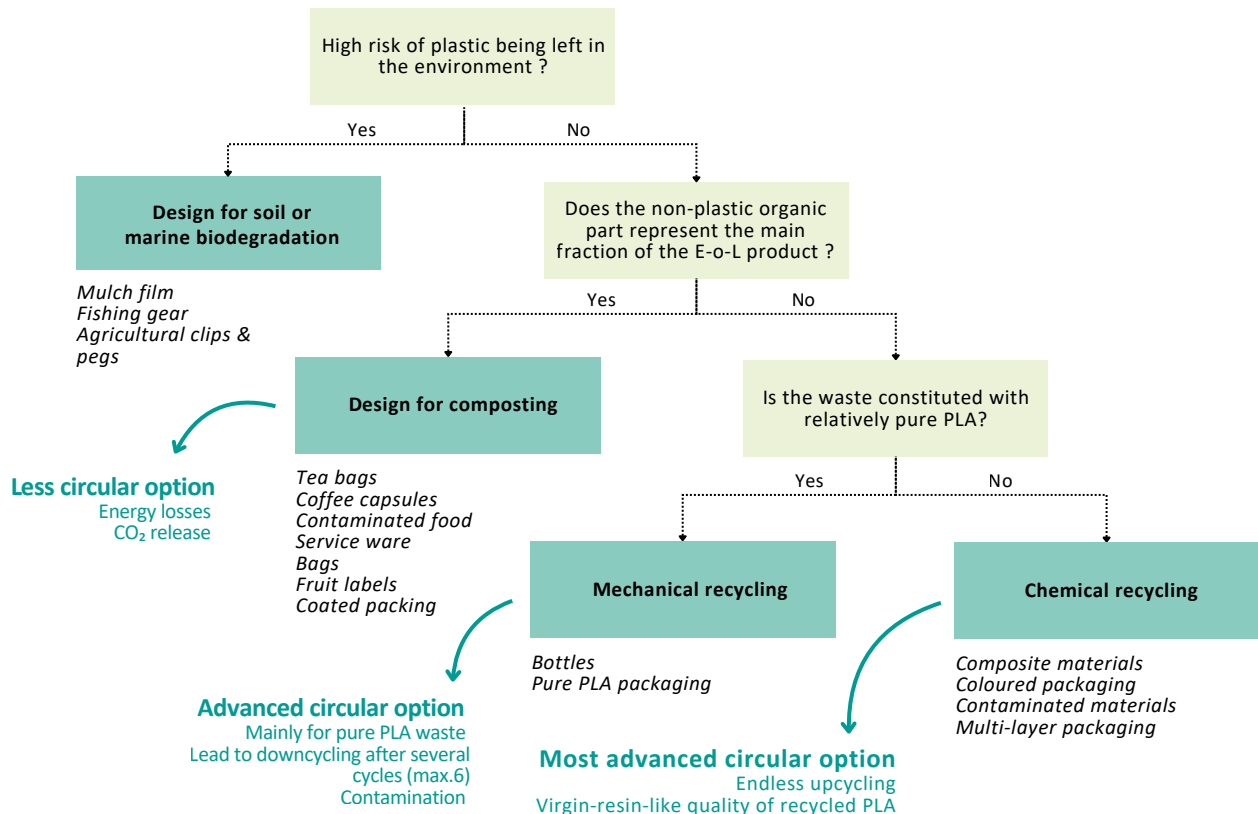 High risk of plastic being left in
the environment ?
Yes
No
Design for soil or
marine biodegradation
Mulch film
Fishing gear
Agricultural clips &
pegs
Does the non-plastic organic
part represent the main
fraction of the E-o-L product ?
Yes
No
Design for composting
Tea bags
Coffee capsules
Contaminated food
Service ware
Bags
Fruit labels
Coated packing
Less circular option
Energy losses
CO₂ release
Is the waste constituted with
relatively pure PLA?
Yes
No
Mechanical recycling
Bottles
Pure PLA packaging
Advanced circular option
Mainly for pure PLA waste
Lead to downcycling after several
cycles (max.6)
Contamination
Chemical recycling
Composite materials
Coloured packaging
Contaminated materials
Multi-layer packaging
Most advanced circular option
Endless upcycling
Virgin-resin-like quality of recycled PLA